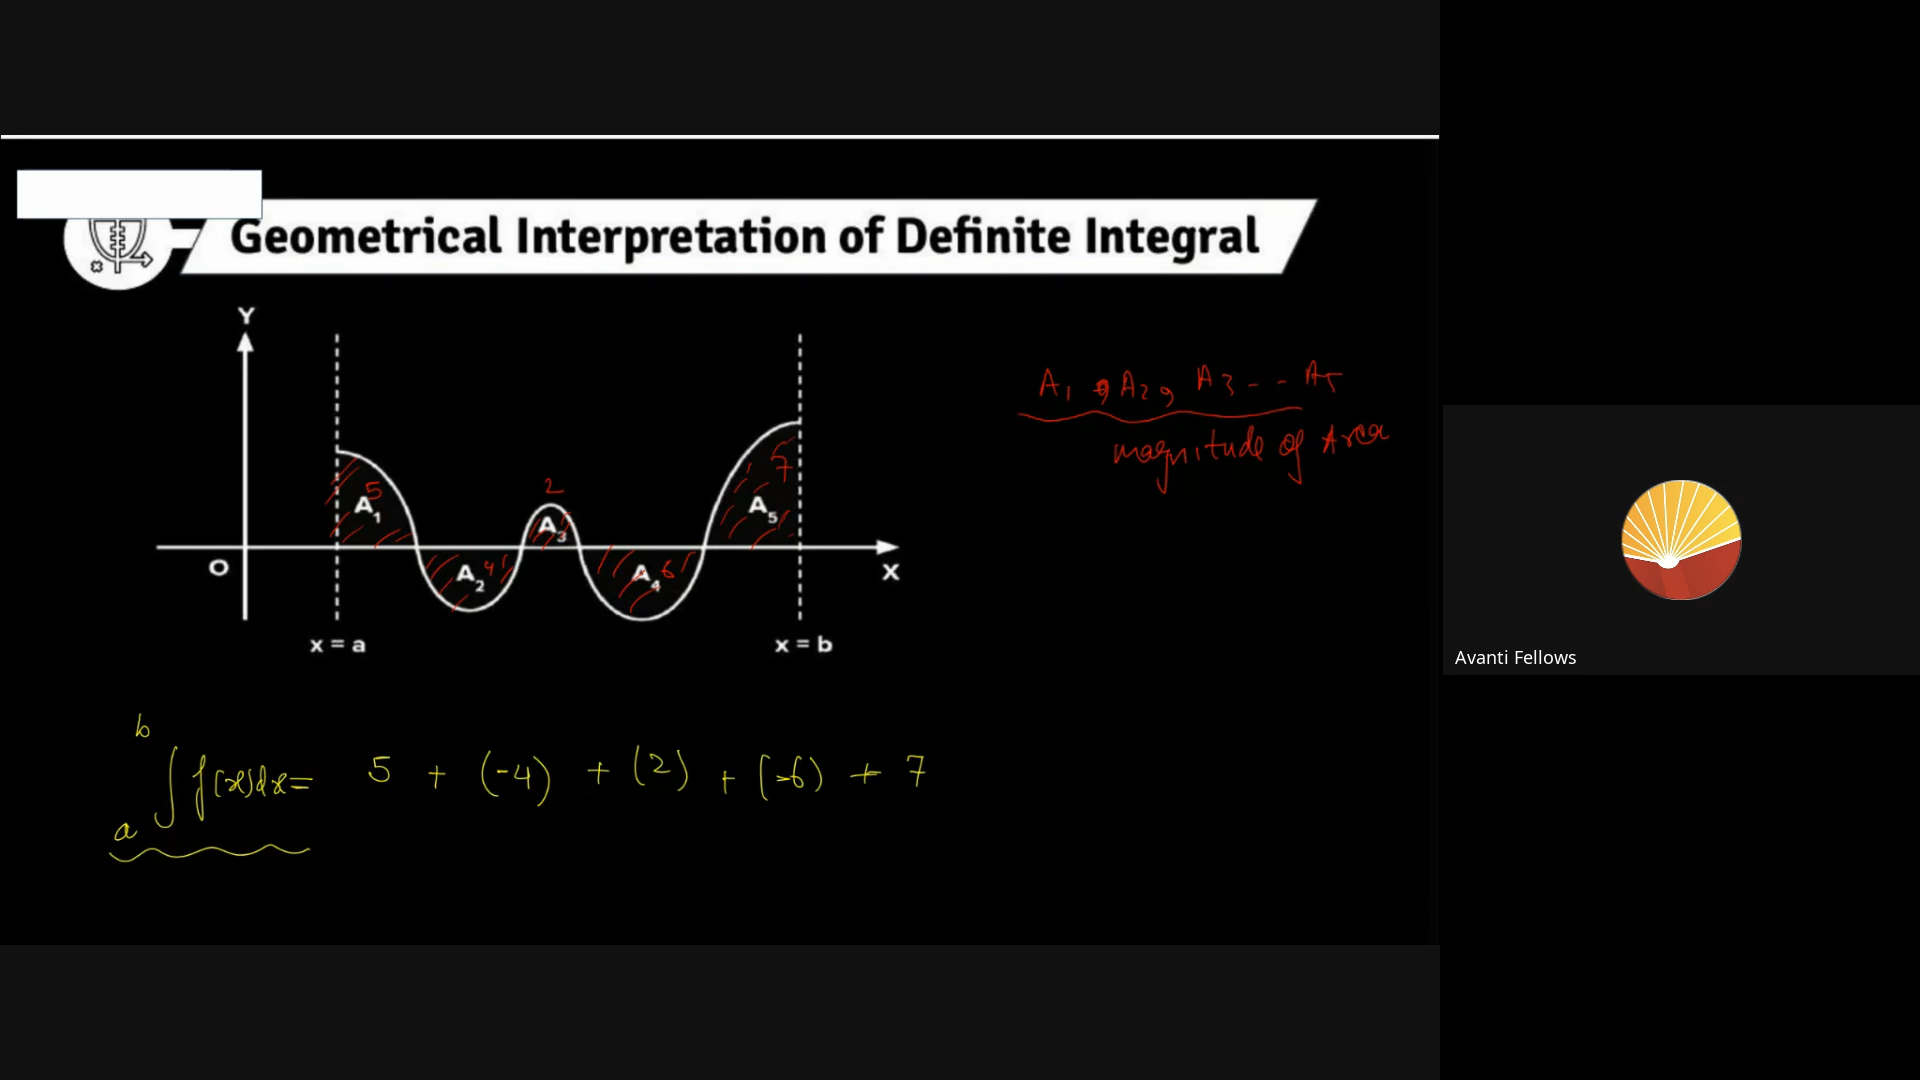 Geometrical Interpretation of Definite Integral
Y
A1, A2, A3 -- A5
magnitude of Area
5 A1
2 A3
7 A5
O
A2 4
A4 6
X
x = a
x = b
∫_a^b f(x)dx = 5 + (-4) + (2) + (-6) + 7
Avanti Fellows